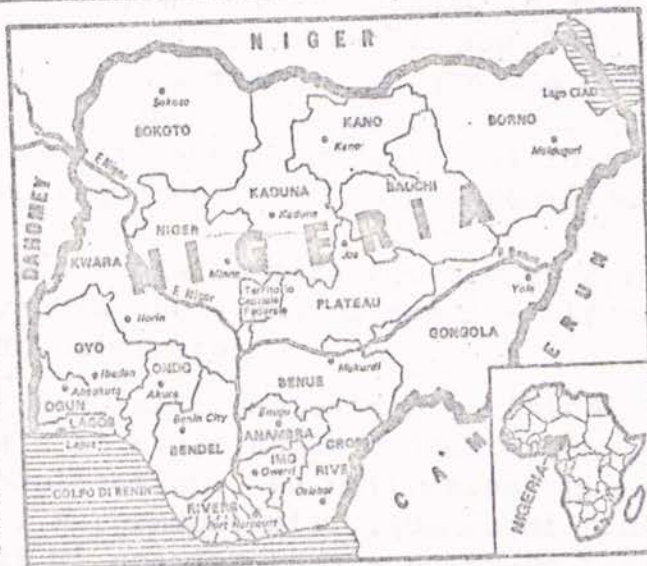 NIGER
Lago CIAD
Sokoto
SOKOTO
KANO
Kano
BORNO
Maiduguri
F. Niger
KADUNA
Kaduna
BAUCHI
DAHOMEY
NIGER
NIGERIA
Jos
KWARA
Minna
F. Benue
Yola
F. Niger
Territorio
Capitale
Federale
PLATEAU
Ilorin
GONGOLA
OYO
ONDO
Makurdi
Ibadan
BENUE
Abeokuta
Akure
OGUN
Benin City
Enugu
LAGOS
ANAMBRA
CROSS
Lagos
BENDEL
IMO
RIVER
Owerri
GOLFO DI BENIN
RIVERS
Calabar
Port Harcourt
CAMERUN
NIGERIA